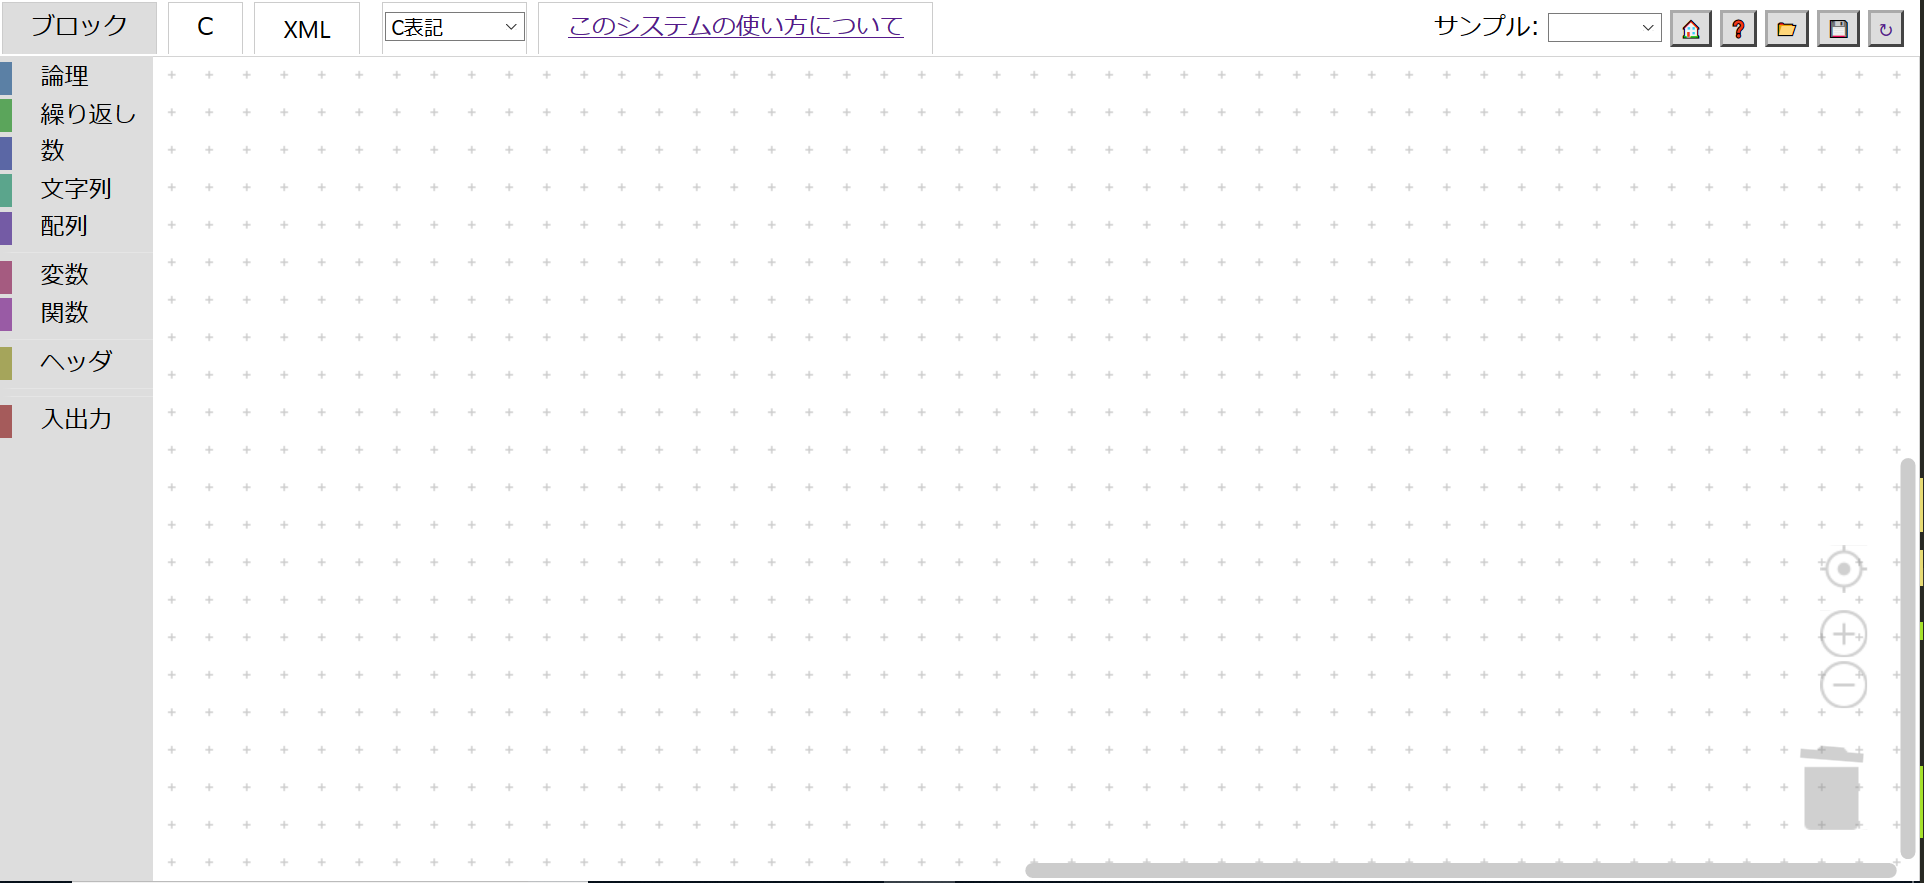 ブロック C XML C表記 このシステムの使い方について サンプル:
論理
繰り返し
数
文字列
配列
変数
関数
ヘッダ
入出力